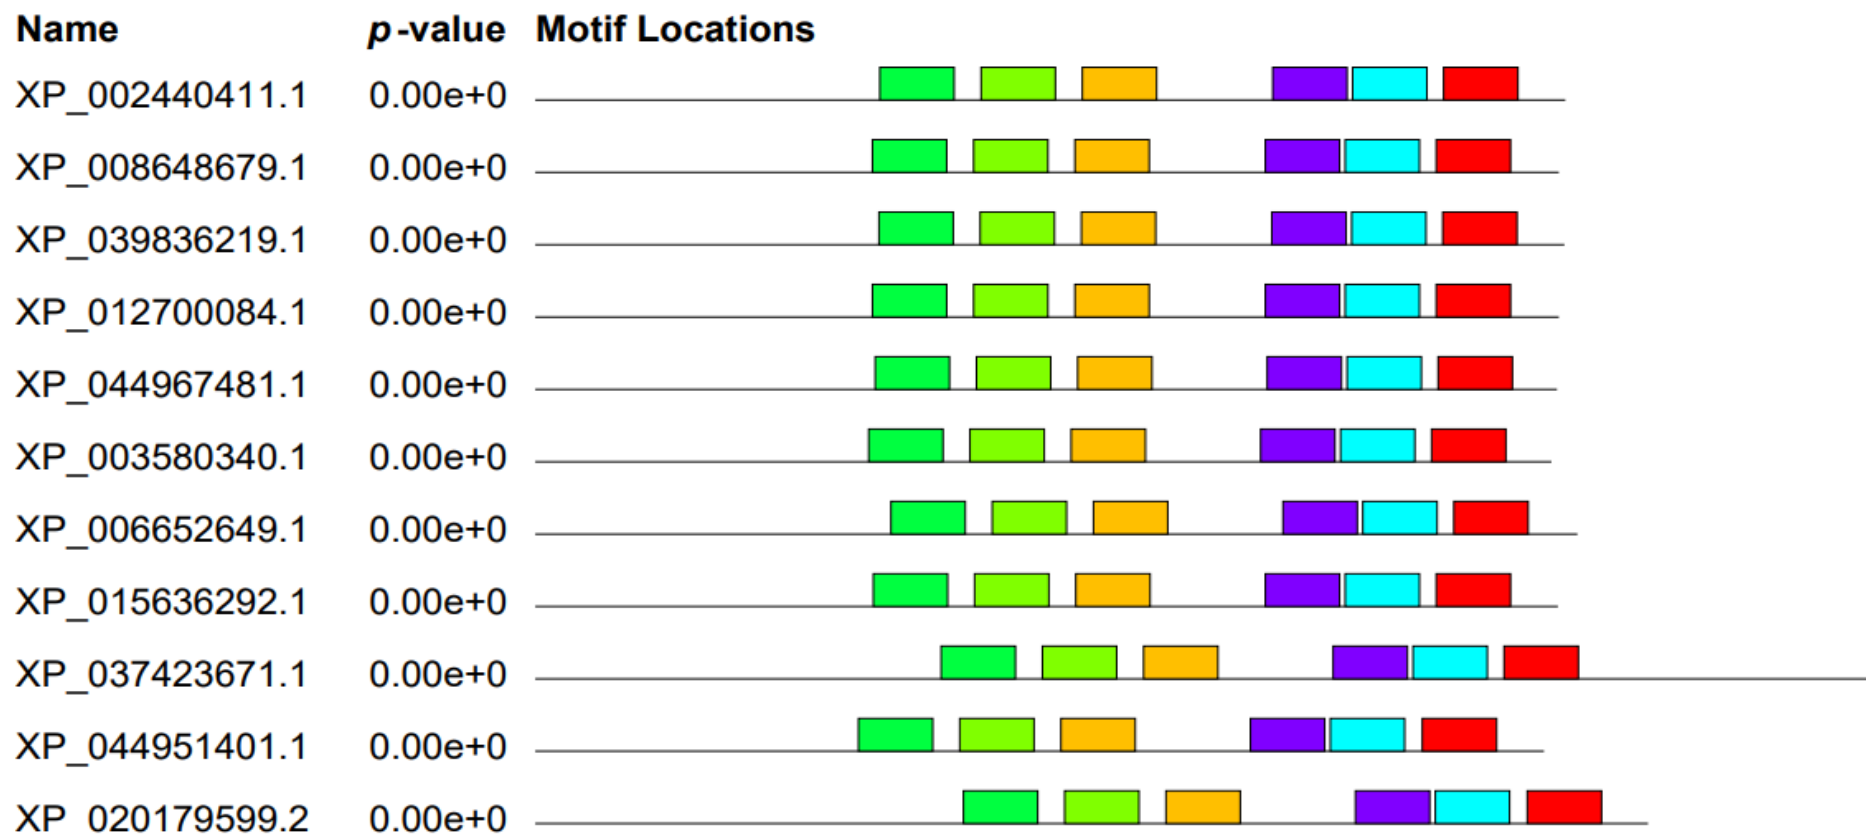 Name p-value Motif Locations
XP_002440411.1 0.00e+0
XP_008648679.1 0.00e+0
XP_039836219.1 0.00e+0
XP_012700084.1 0.00e+0
XP_044967481.1 0.00e+0
XP_003580340.1 0.00e+0
XP_006652649.1 0.00e+0
XP_015636292.1 0.00e+0
XP_037423671.1 0.00e+0
XP_044951401.1 0.00e+0
XP_020179599.2 0.00e+0